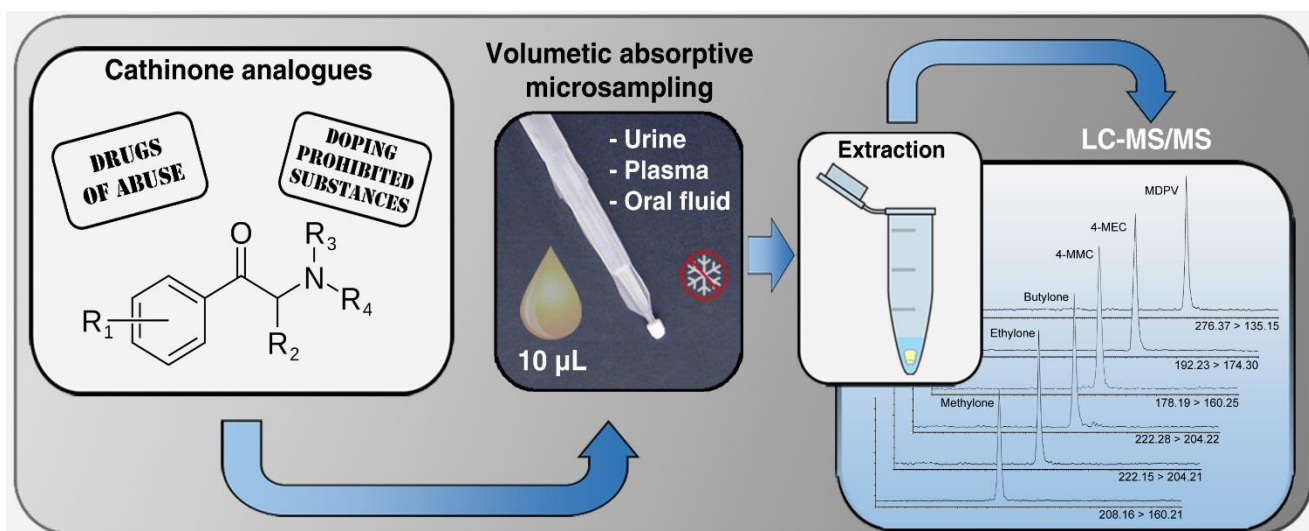 Cathinone analogues
DRUGS
OF ABUSE
DOPING
PROHIBITED
SUBSTANCES
O
R3
N
R4
R1
R2
Volumetic absorptive
microsampling
- Urine
- Plasma
- Oral fluid
10 µL
Extraction
LC-MS/MS
MDPV
276.37 > 135.15
4-MEC
192.23 > 174.30
4-MMC
178.19 > 160.25
Butylone
222.28 > 204.22
Ethylone
222.15 > 204.21
Methylone
208.16 > 160.21